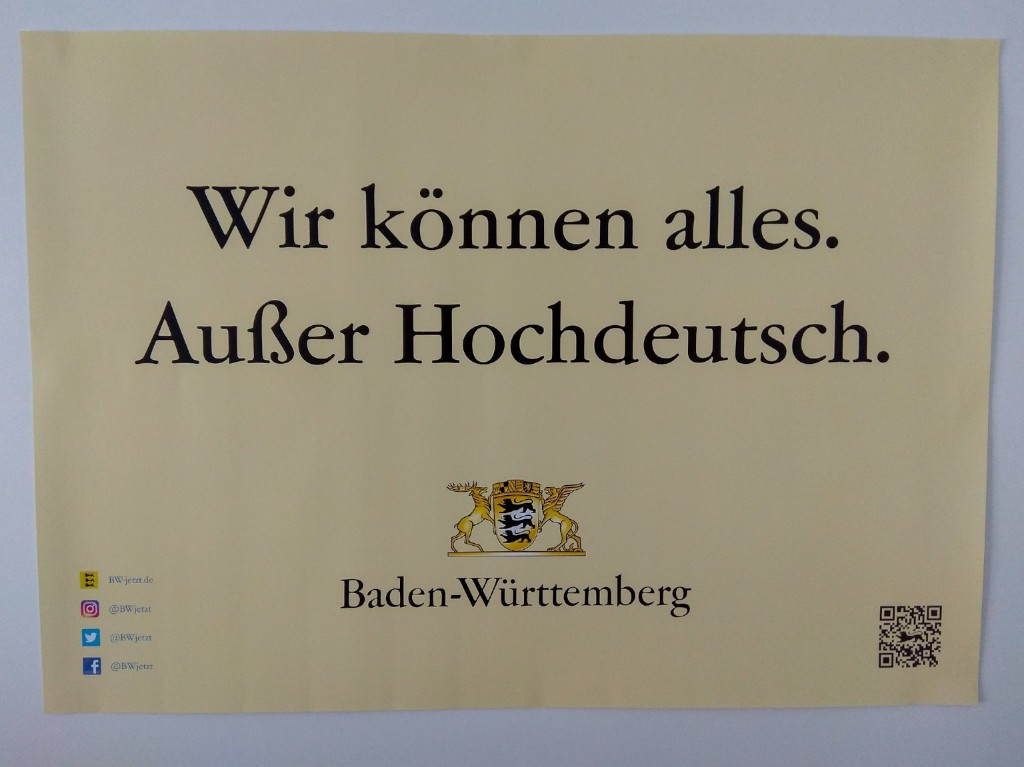 Wir können alles.
Außer Hochdeutsch.
Baden-Württemberg
BW-jetzt.de
@BWjetzt
@BWjetzt
@BWjetzt